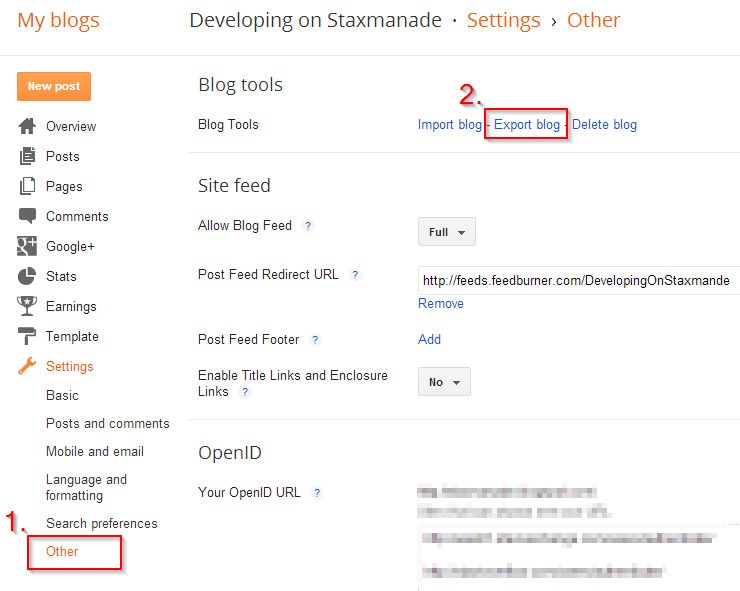 My blogs
Developing on Staxmanade · Settings › Other
New post
Overview
Posts
Pages
Comments
Google+
Stats
Earnings
Template
Settings
Basic
Posts and comments
Mobile and email
Language and
formatting
Search preferences
1.
Other
Blog tools
2.
Blog Tools
Import blog - Export blog - Delete blog
Site feed
Allow Blog Feed ?
Full
Post Feed Redirect URL ?
http://feeds.feedburner.com/DevelopingOnStaxmande
Remove
Post Feed Footer ?
Add
Enable Title Links and Enclosure
Links ?
No
OpenID
Your OpenID URL ?